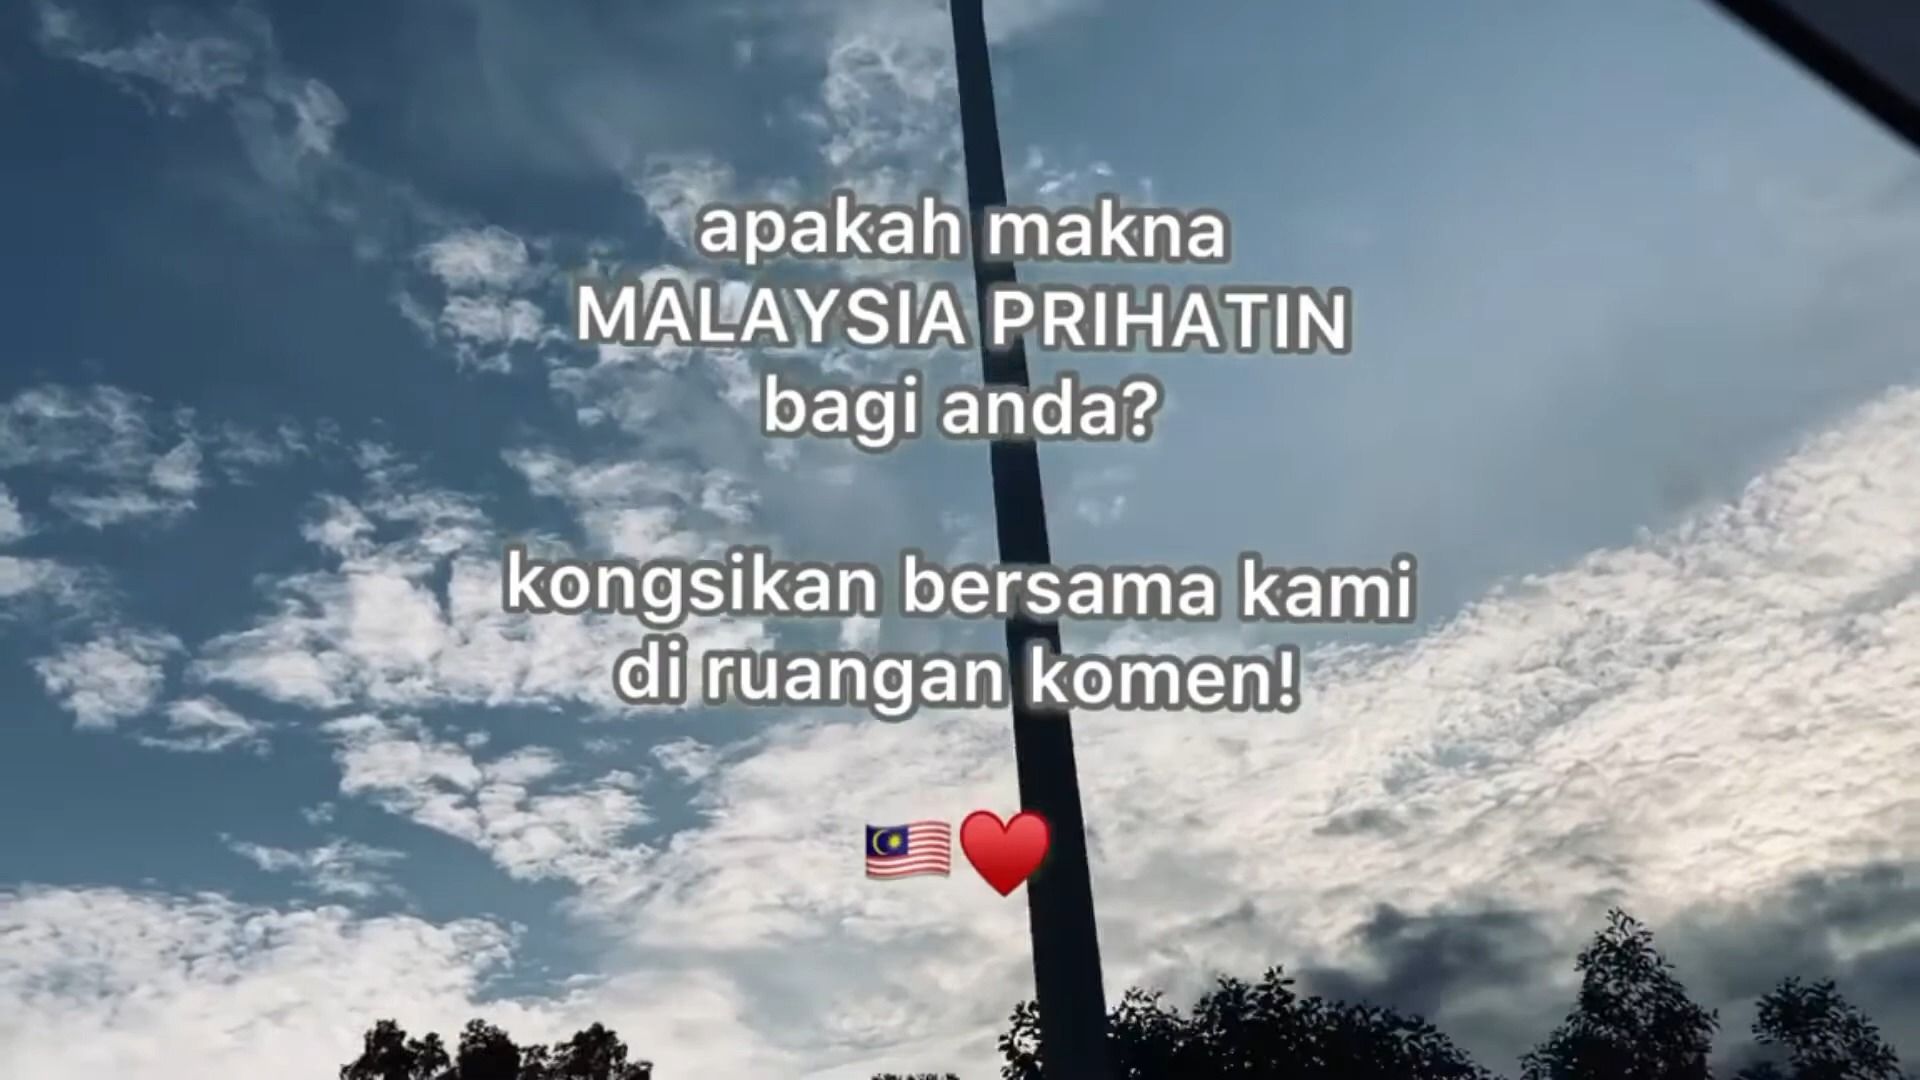 apakah makna
MALAYSIA PRIHATIN
bagi anda?
kongsikan bersama kami
di ruangan komen!